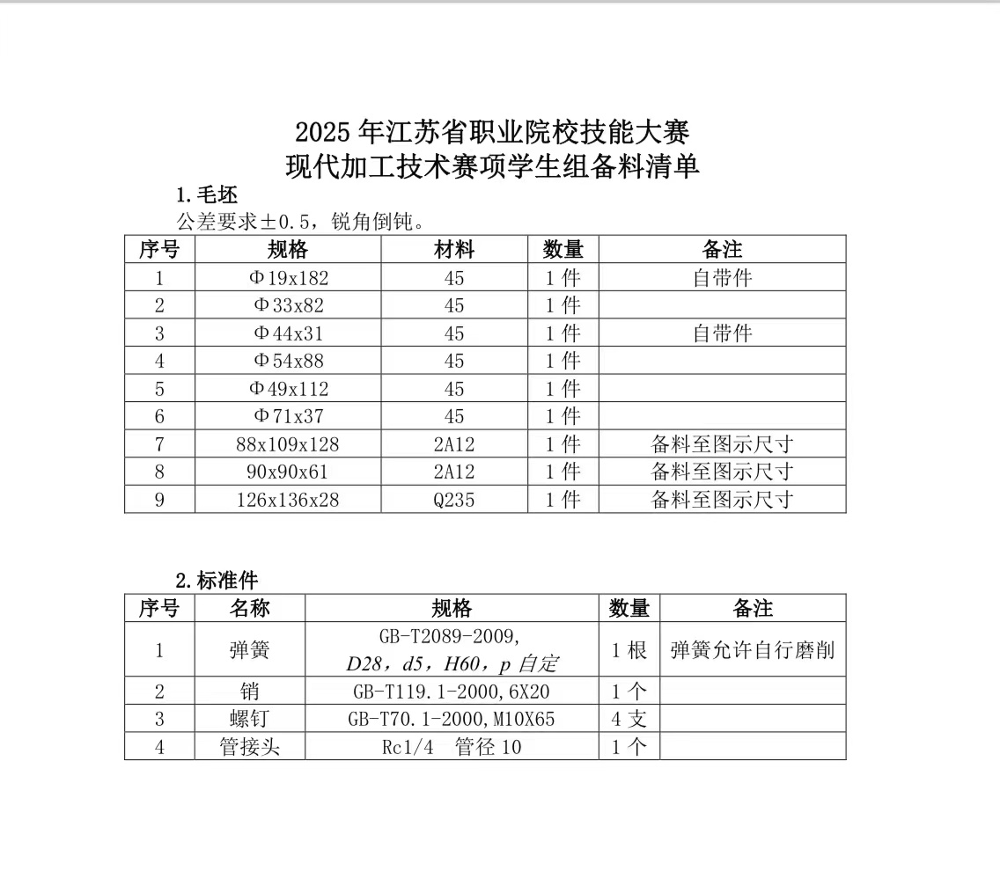 2025 年江苏省职业院校技能大赛
现代加工技术赛项学生组备料清单
1.毛坯
公差要求±0.5，锐角倒钝。
序号 规格 材料 数量 备注
1 Φ19x182 45 1 件 自带件
2 Φ33x82 45 1 件
3 Φ44x31 45 1 件 自带件
4 Φ54x88 45 1 件
5 Φ49x112 45 1 件
6 Φ71x37 45 1 件
7 88x109x128 2A12 1 件 备料至图示尺寸
8 90x90x61 2A12 1 件 备料至图示尺寸
9 126x136x28 Q235 1 件 备料至图示尺寸
2.标准件
序号 名称 规格 数量 备注
1 弹簧 GB-T2089-2009, 1 根 弹簧允许自行磨削
D28，d5，H60，p 自定
2 销 GB-T119.1-2000,6X20 1 个
3 螺钉 GB-T70.1-2000,M10X65 4 支
4 管接头 Rc1/4 管径 10 1 个